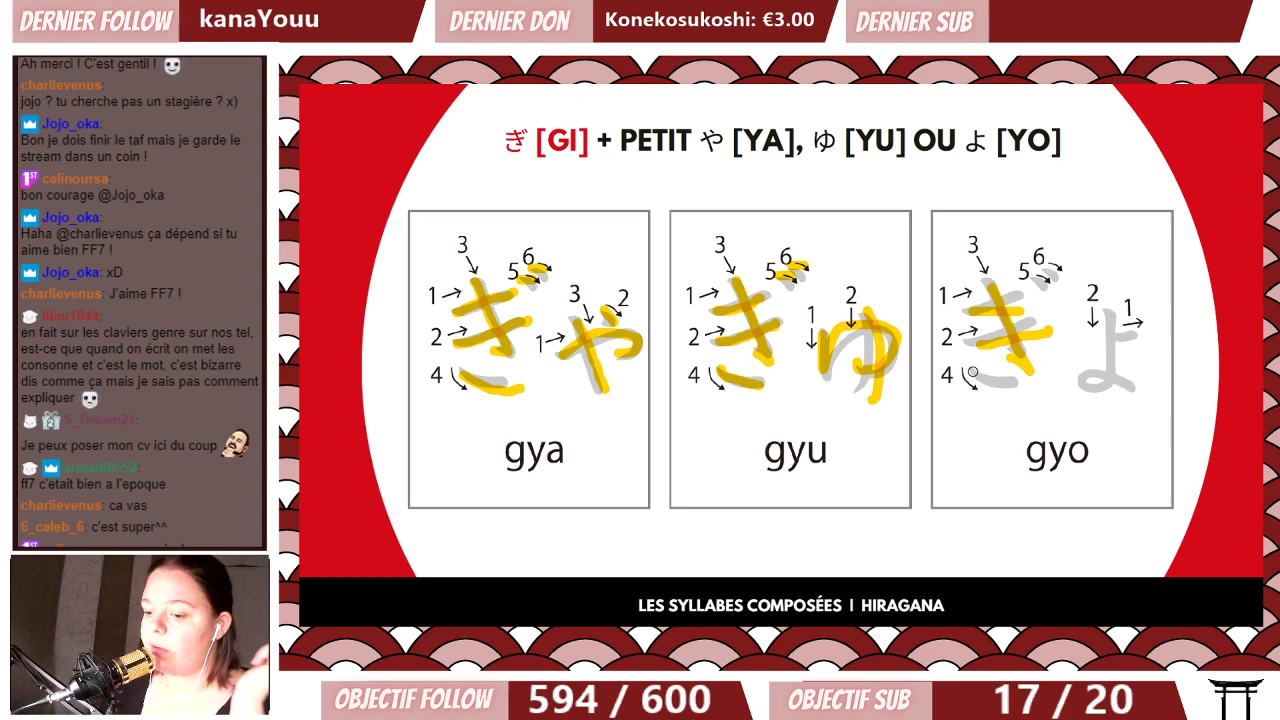 DERNIER FOLLOW
kanaYouu
DERNIER DON
Konekosukoshi: €3.00
DERNIER SUB
Ah merci ! C'est gentil !
charlievenus:
jojo ? tu cherche pas un stagière ? x)
Jojo_oka:
Bon je dois finir le taf mais je garde le
stream dans un coin !
1ST calinoursa:
bon courage @Jojo_oka
Jojo_oka:
Haha @charlievenus ça dépend si tu
aime bien FF7 !
Jojo_oka: xD
charlievenus: J'aime FF7 !
lilou1844:
en fait sur les claviers genre sur nos tel,
est-ce que quand on écrit on met les
consonne et c'est le mot, c'est bizarre
dis comme ça mais je sais pas comment
expliquer
2 S_Dream21:
Je peux poser mon cv ici du coup
armadillo52:
ff7 c'etait bien a l'epoque
charlievenus: ca vas
6_caleb_6: c'est super^^
ぎ [GI] + PETIT や [YA], ゆ [YU] OU よ [YO]
1 2 3 4 5 6
ぎ
1 2 3
ゃ
gya
1 2 3 4 5 6
ぎ
1 2
ゅ
gyu
1 2 3 4 5 6
ぎ
1 2
ょ
gyo
LES SYLLABES COMPOSÉES | HIRAGANA
OBJECTIF FOLLOW
594 / 600
OBJECTIF SUB
17 / 20